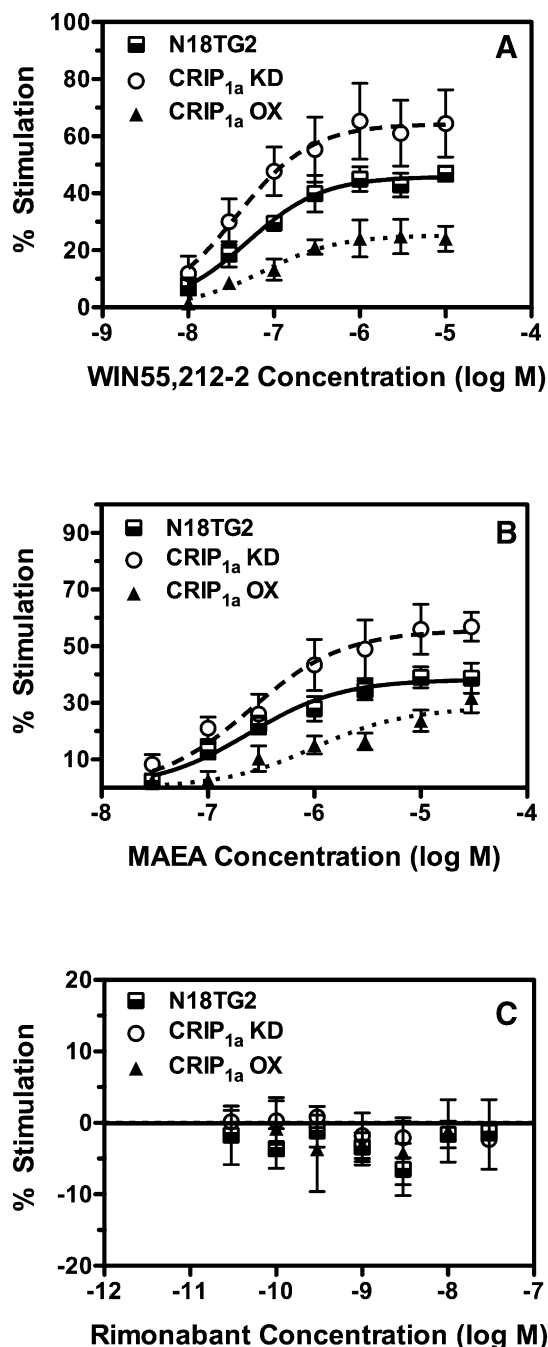 A
N18TG2
CRIP1a KD
CRIP1a OX
100
80
60
40
20
0
% Stimulation
-9 -8 -7 -6 -5 -4
WIN55,212-2 Concentration (log M)
B
N18TG2
CRIP1a KD
CRIP1a OX
90
70
50
30
10
% Stimulation
-8 -7 -6 -5 -4
MAEA Concentration (log M)
C
N18TG2
CRIP1a KD
CRIP1a OX
20
10
0
-10
-20
% Stimulation
-12 -11 -10 -9 -8 -7
Rimonabant Concentration (log M)